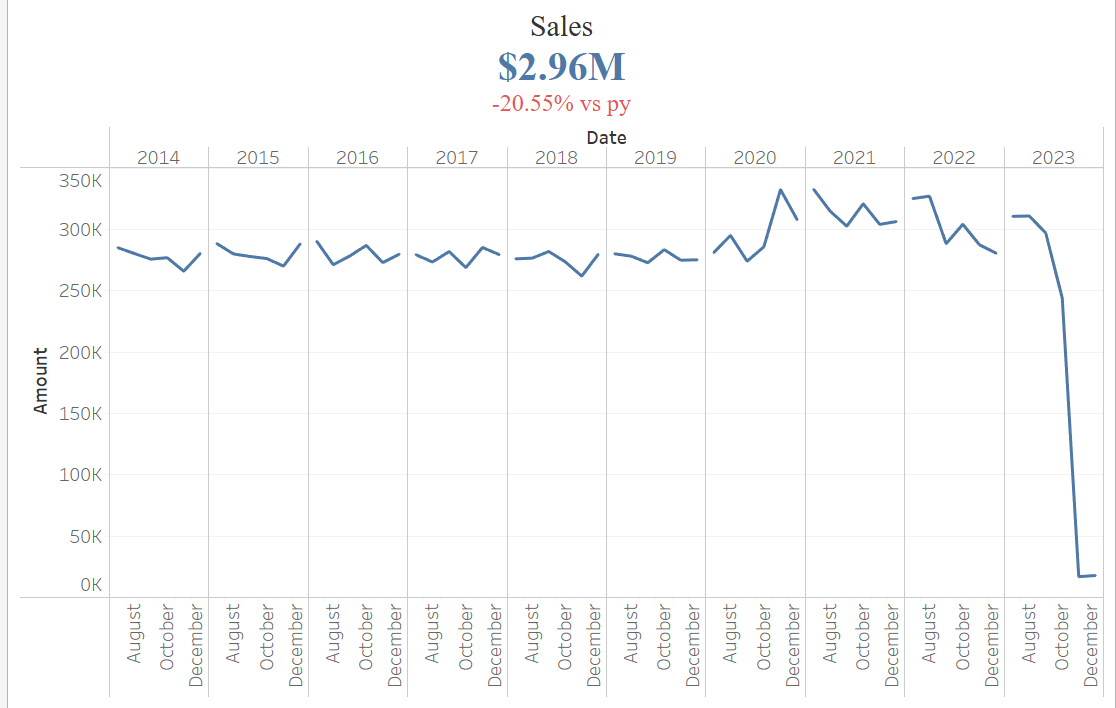 Sales
$2.96M
-20.55% vs py
Date
2014 2015 2016 2017 2018 2019 2020 2021 2022 2023
350K
300K
250K
200K
150K
100K
50K
0K
Amount
August October December August October December August October December August October December August October December August October December August October December August October December August October December August October December